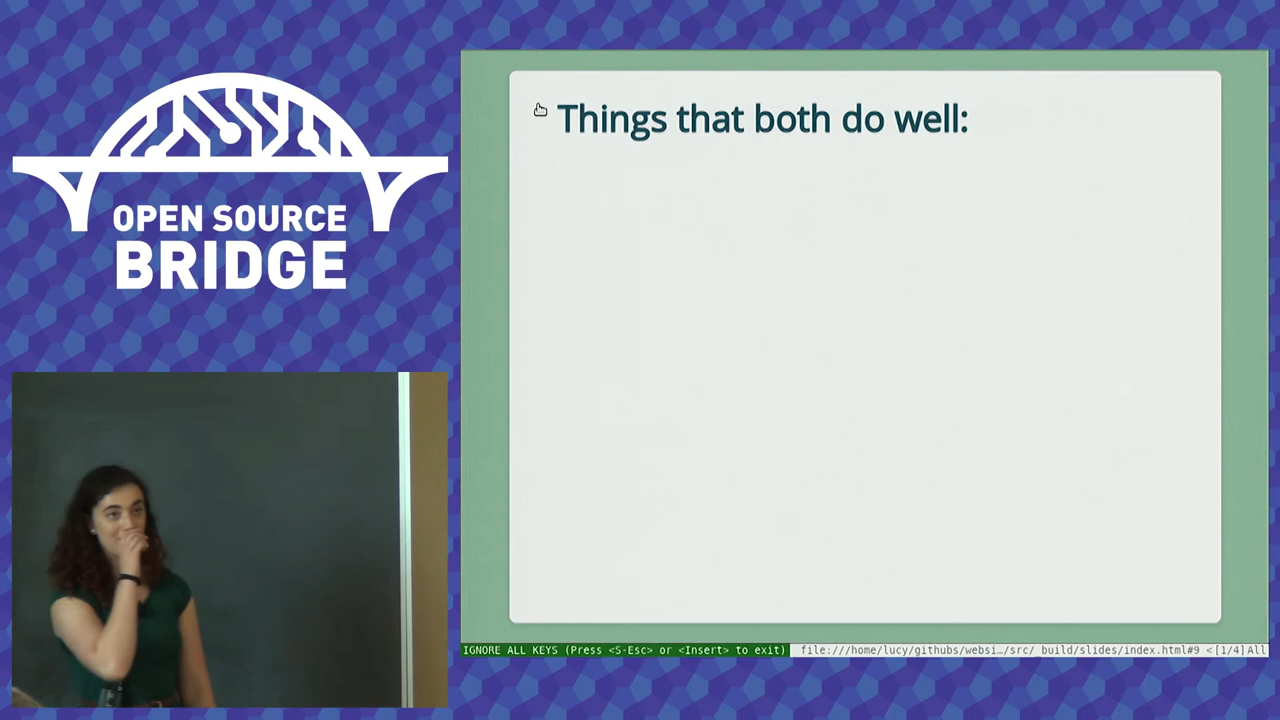 OPEN SOURCE
BRIDGE
Things that both do well:
IGNORE ALL KEYS (Press <S-Esc> or <Insert> to exit)
file:///home/lucy/githubs/websi…/src/_build/slides/index.html#9 <[1/4]All